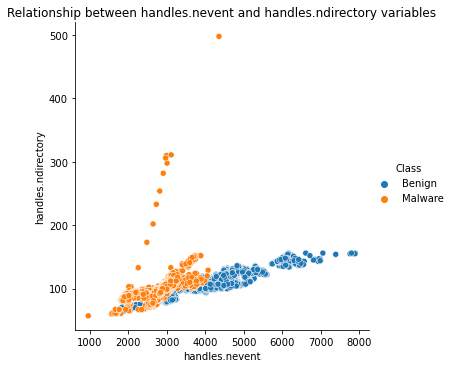 Relationship between handles.nevent and handles.ndirectory variables
500
400
300
200
100
handles.ndirectory
Class
Benign
Malware
1000 2000 3000 4000 5000 6000 7000 8000
handles.nevent